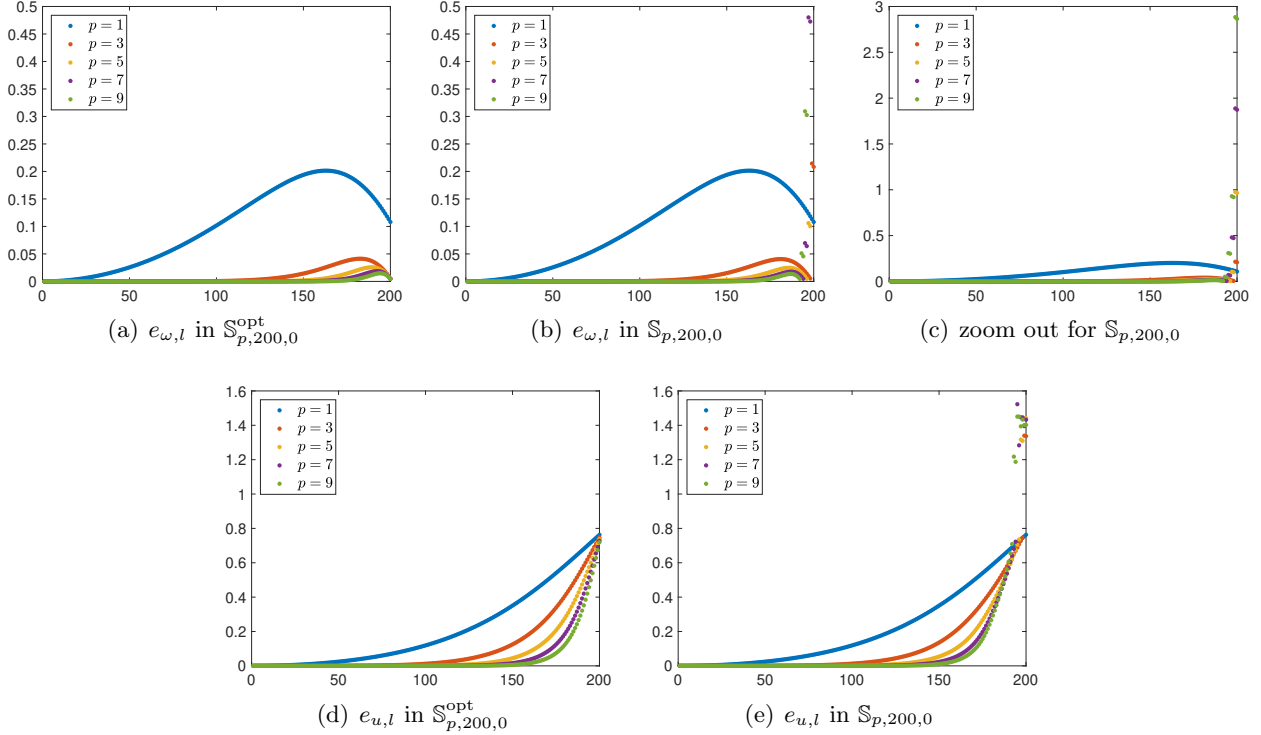 0.5
0.45
0.4
0.35
0.3
0.25
0.2
0.15
0.1
0.05
0
0 50 100 150 200
p = 1
p = 3
p = 5
p = 7
p = 9
(a) e_{ω,l} in 𝕊^{opt}_{p,200,0}
0.5
0.45
0.4
0.35
0.3
0.25
0.2
0.15
0.1
0.05
0
0 50 100 150 200
p = 1
p = 3
p = 5
p = 7
p = 9
(b) e_{ω,l} in 𝕊_{p,200,0}
3
2.5
2
1.5
1
0.5
0
0 50 100 150 200
p = 1
p = 3
p = 5
p = 7
p = 9
(c) zoom out for 𝕊_{p,200,0}
1.6
1.4
1.2
1
0.8
0.6
0.4
0.2
0
0 50 100 150 200
p = 1
p = 3
p = 5
p = 7
p = 9
(d) e_{u,l} in 𝕊^{opt}_{p,200,0}
1.6
1.4
1.2
1
0.8
0.6
0.4
0.2
0
0 50 100 150 200
p = 1
p = 3
p = 5
p = 7
p = 9
(e) e_{u,l} in 𝕊_{p,200,0}